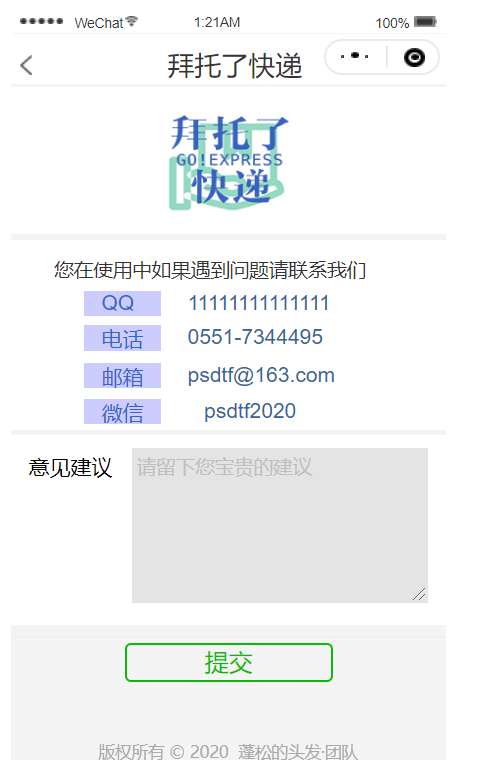 WeChat 1:21AM 100%
拜托了快递
拜托了
GO!EXPRESS
快递
您在使用中如果遇到问题请联系我们
QQ 11111111111111
电话 0551-7344495
邮箱 psdtf@163.com
微信 psdtf2020
意见建议 请留下您宝贵的建议
提交
版权所有 © 2020 蓬松的头发·团队